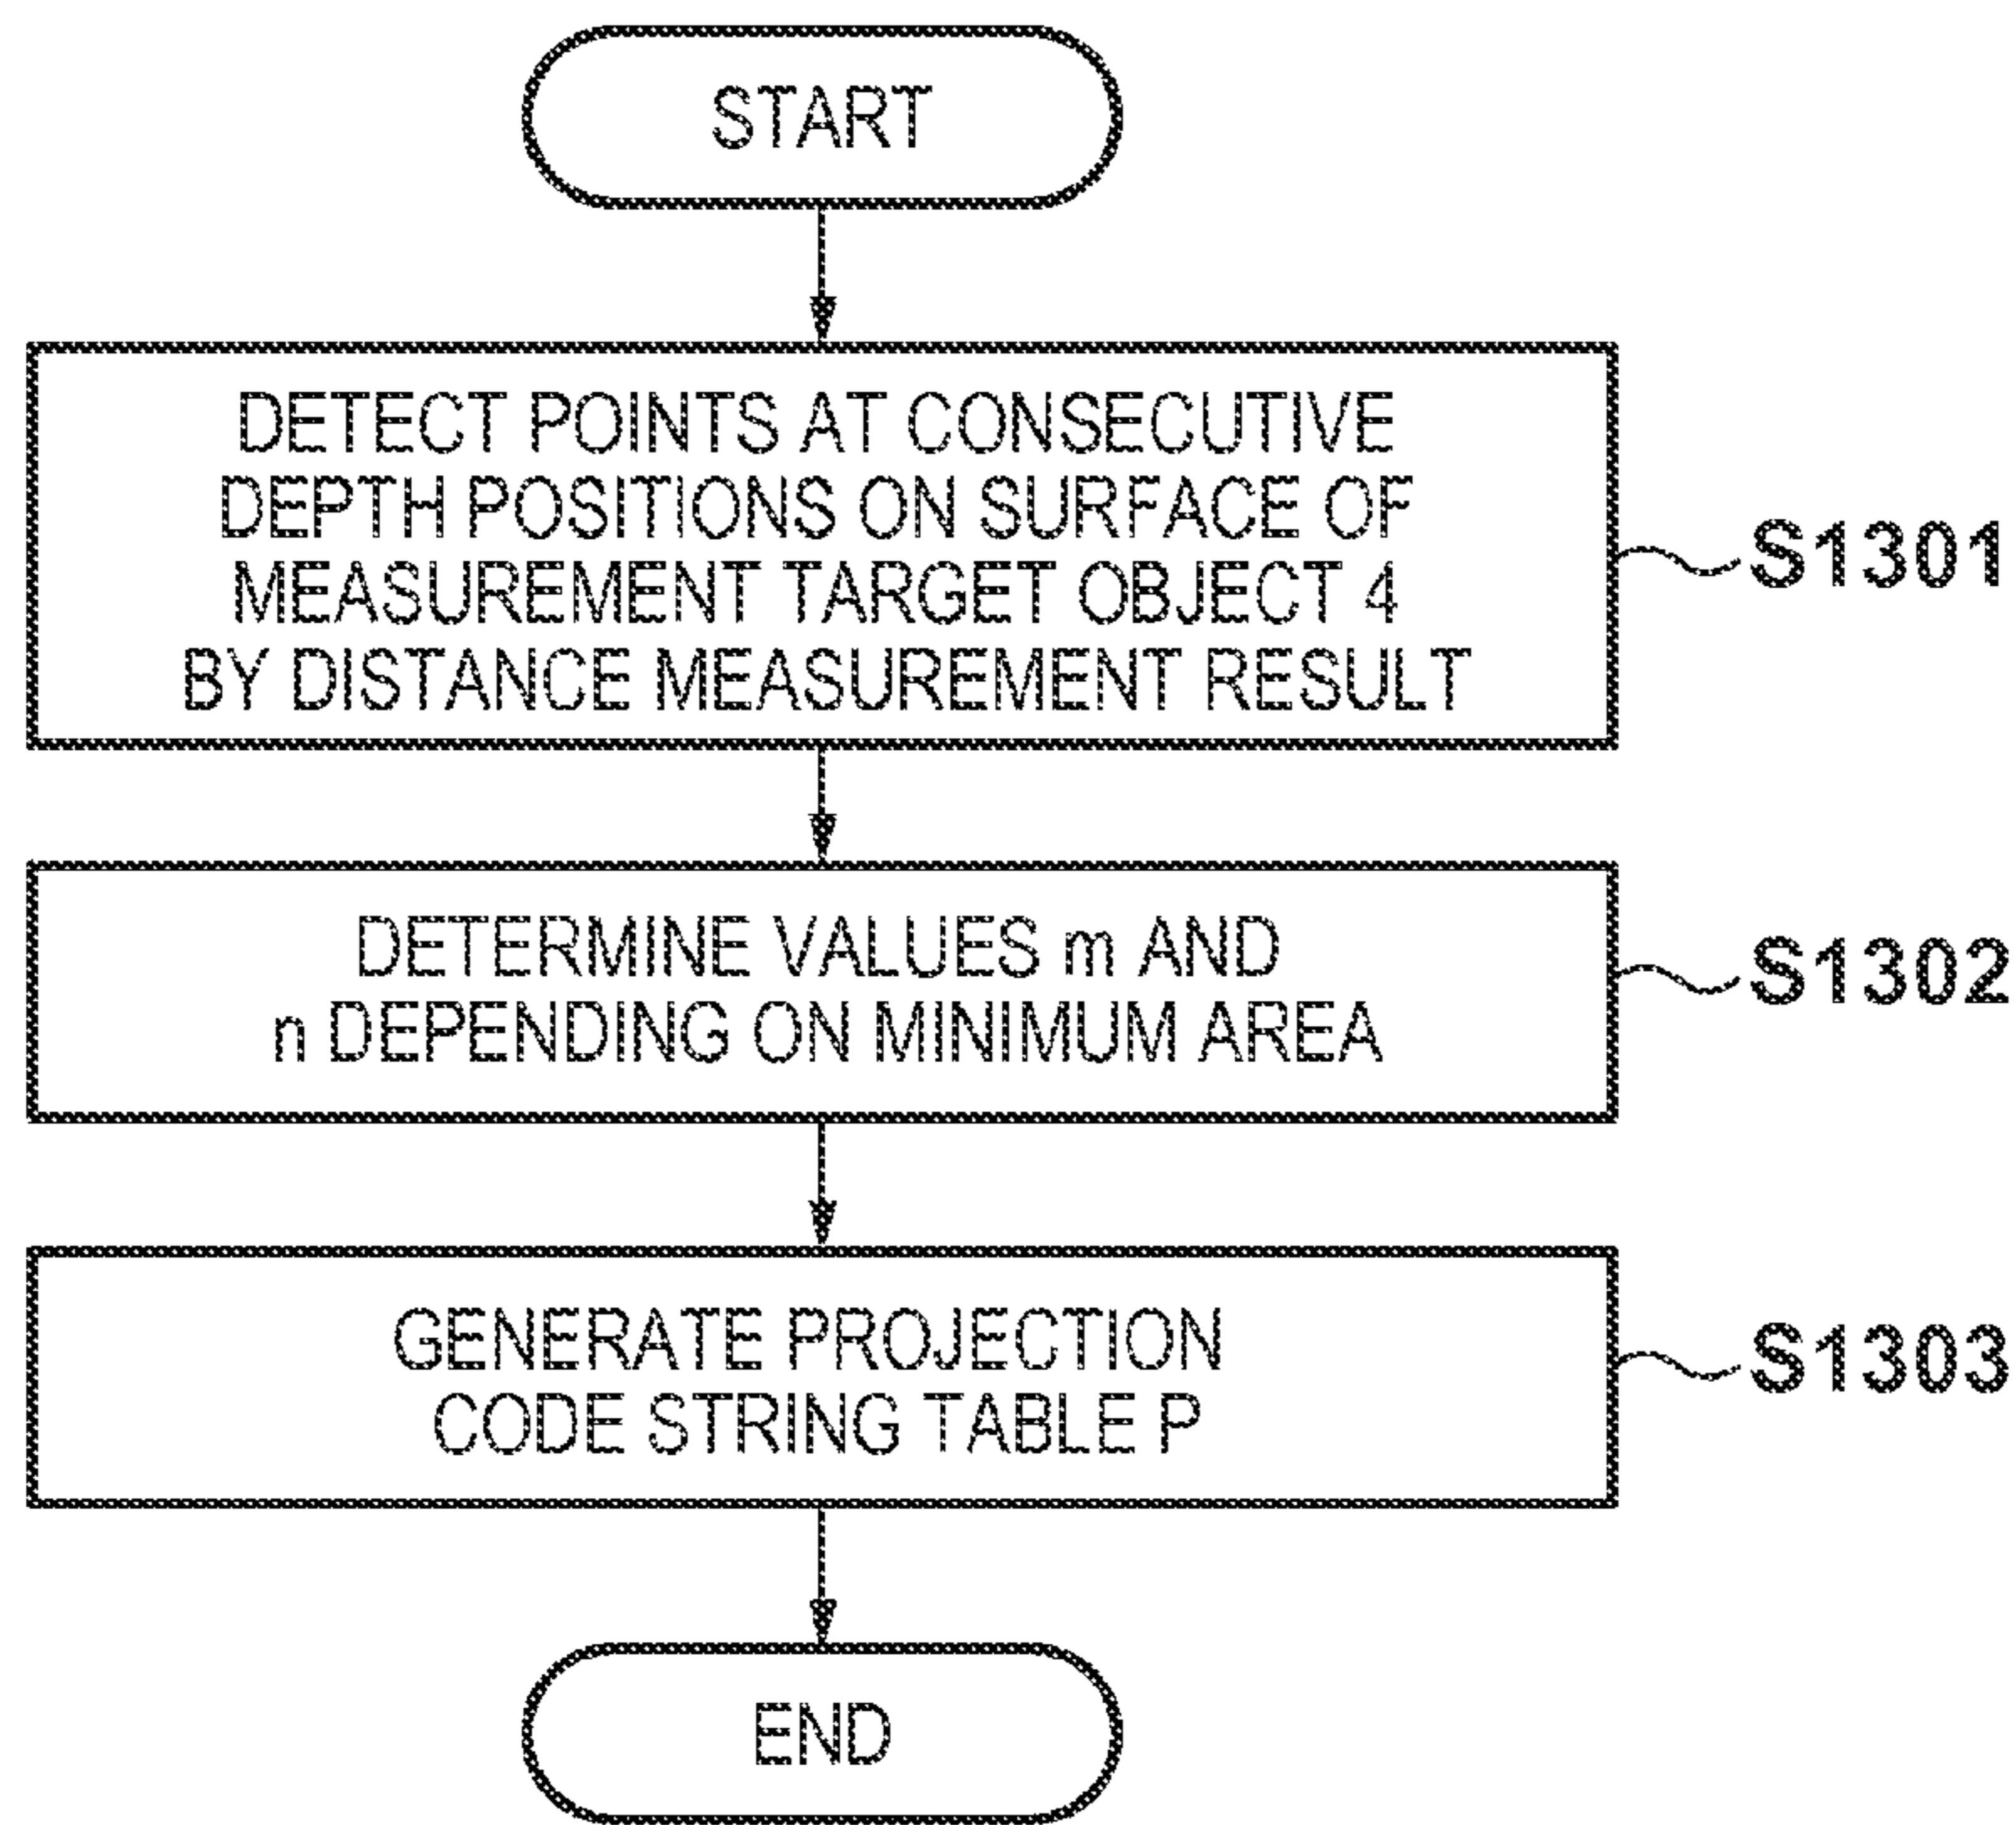 START
DETECT POINTS AT CONSECUTIVE
DEPTH POSITIONS ON SURFACE OF
MEASUREMENT TARGET OBJECT 4
BY DISTANCE MEASUREMENT RESULT
S1301
DETERMINE VALUES m AND
n DEPENDING ON MINIMUM AREA
S1302
GENERATE PROJECTION
CODE STRING TABLE P
S1303
END